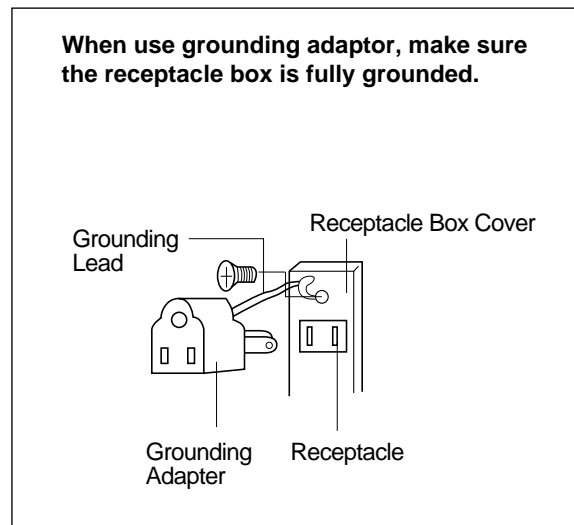 When use grounding adaptor, make sure
the receptacle box is fully grounded.
Receptacle Box Cover
Grounding
Lead
Grounding
Adapter
Receptacle